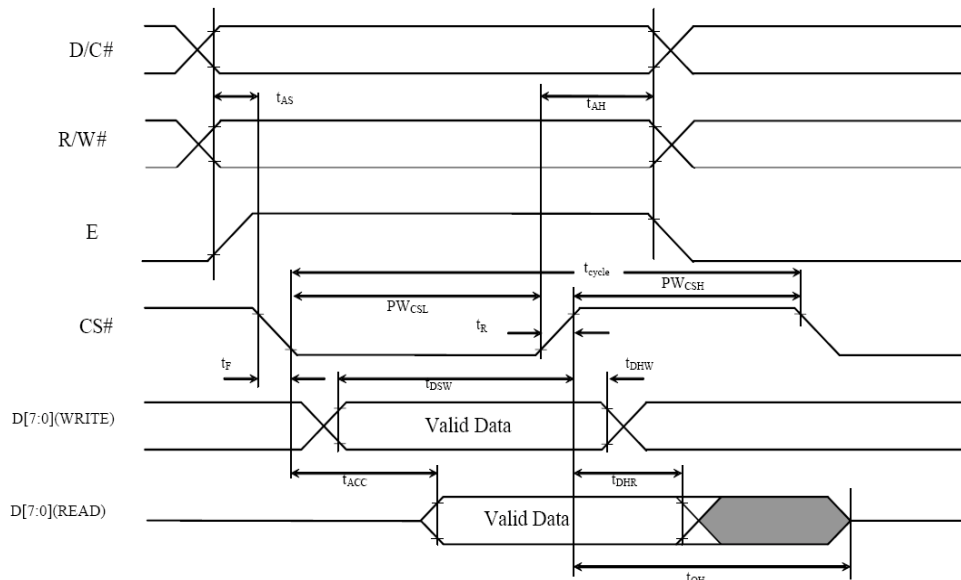 D/C#
t_AS
t_AH
R/W#
E
t_cycle
PW_CSL
PW_CSH
CS#
t_R
t_F
t_DSW
t_DHW
D[7:0](WRITE)
Valid Data
t_ACC
t_DHR
D[7:0](READ)
Valid Data